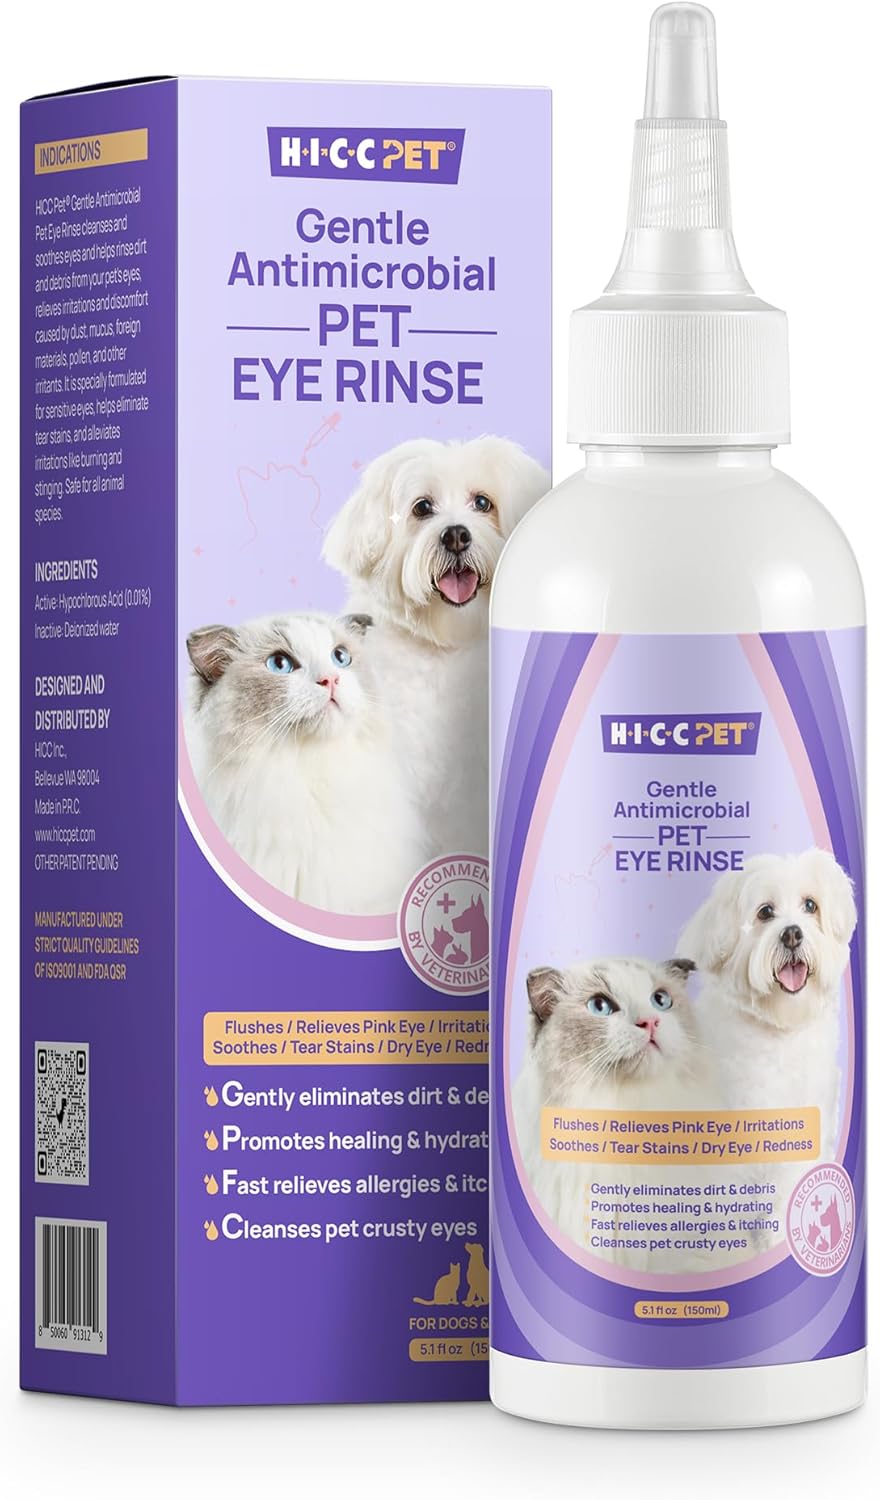 INDICATIONS
HICC Pet® Gentle Antimicrobial
Pet Eye Rinse cleanses and
soothes eyes and helps rinse dirt
and debris from your pet's eyes,
relieves irritations and discomfort
caused by dust, mucus, foreign
materials, pollen, and other
irritants. It is specially formulated
for sensitive eyes, helps eliminate
tear stains, and alleviates
irritations like burning and
stinging. Safe for all animal
species.
INGREDIENTS
Active: Hypochlorous Acid (0.01%)
Inactive: Deionized water
DESIGNED AND
DISTRIBUTED BY
HICC Inc.,
Bellevue WA 98004
Made in P.R.C.
www.hiccpet.com
OTHER PATENT PENDING
MANUFACTURED UNDER
STRICT QUALITY GUIDELINES
OF ISO9001 AND FDA QSR
8 50060 91312 9
H·I·C·C PET®
Gentle
Antimicrobial
PET
EYE RINSE
RECOMMEN
BY VETERINARI
Flushes / Relieves Pink Eye / Irritatio
Soothes / Tear Stains / Dry Eye / Redn
Gently eliminates dirt & de
Promotes healing & hydrat
Fast relieves allergies & itc
Cleanses pet crusty eyes
FOR DOGS &
5.1 fl oz (15
H·I·C·C PET®
Gentle
Antimicrobial
PET
EYE RINSE
Flushes / Relieves Pink Eye / Irritations
Soothes / Tear Stains / Dry Eye / Redness
Gently eliminates dirt & debris
Promotes healing & hydrating
Fast relieves allergies & itching
Cleanses pet crusty eyes
RECOMMENDED
BY VETERINARIANS
5.1 fl oz (150ml)